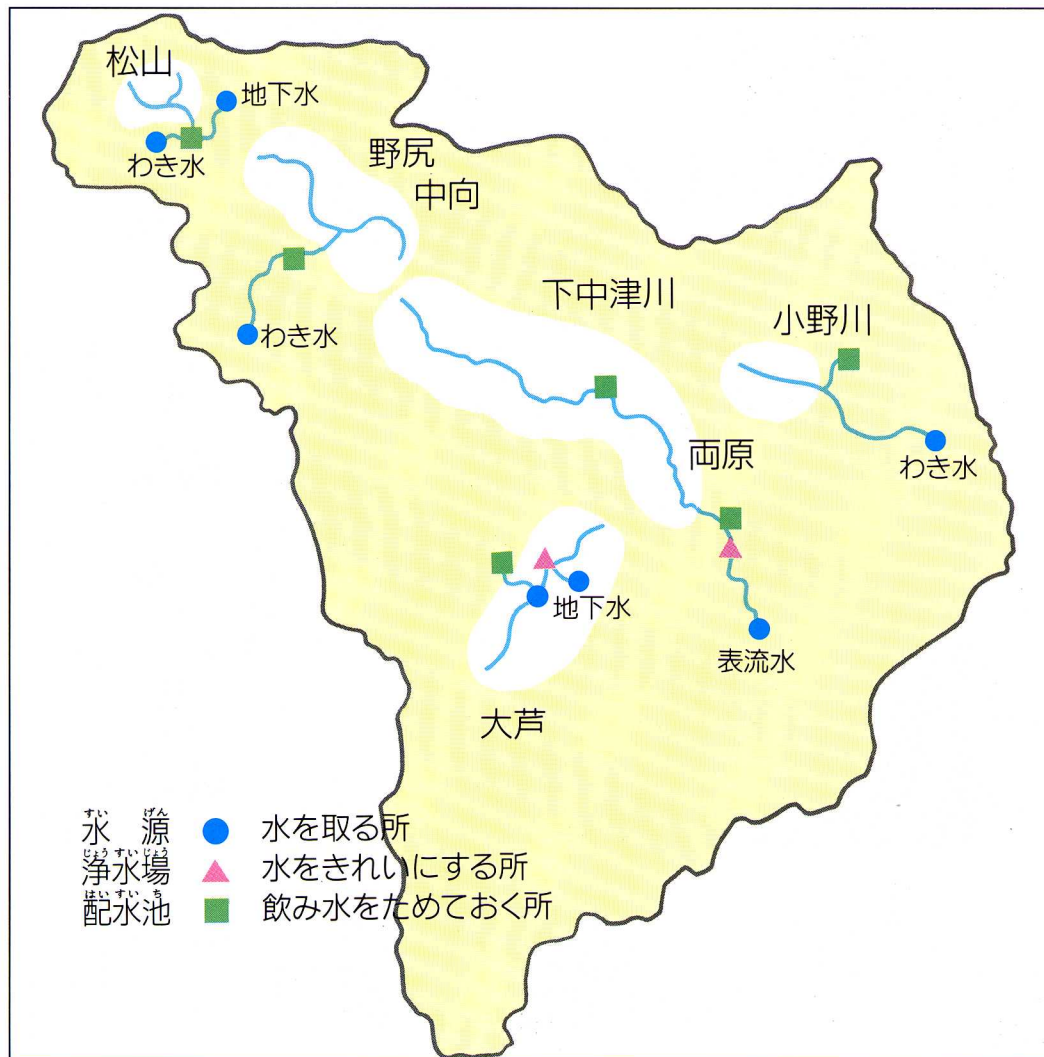 松山
地下水
わき水
野尻
中向
わき水
下中津川
小野川
両原
わき水
地下水
表流水
大芦
すい げん
水 源 水を取る所
じょうすいじょう
浄水場 水をきれいにする所
はいすいち
配水池 飲み水をためておく所